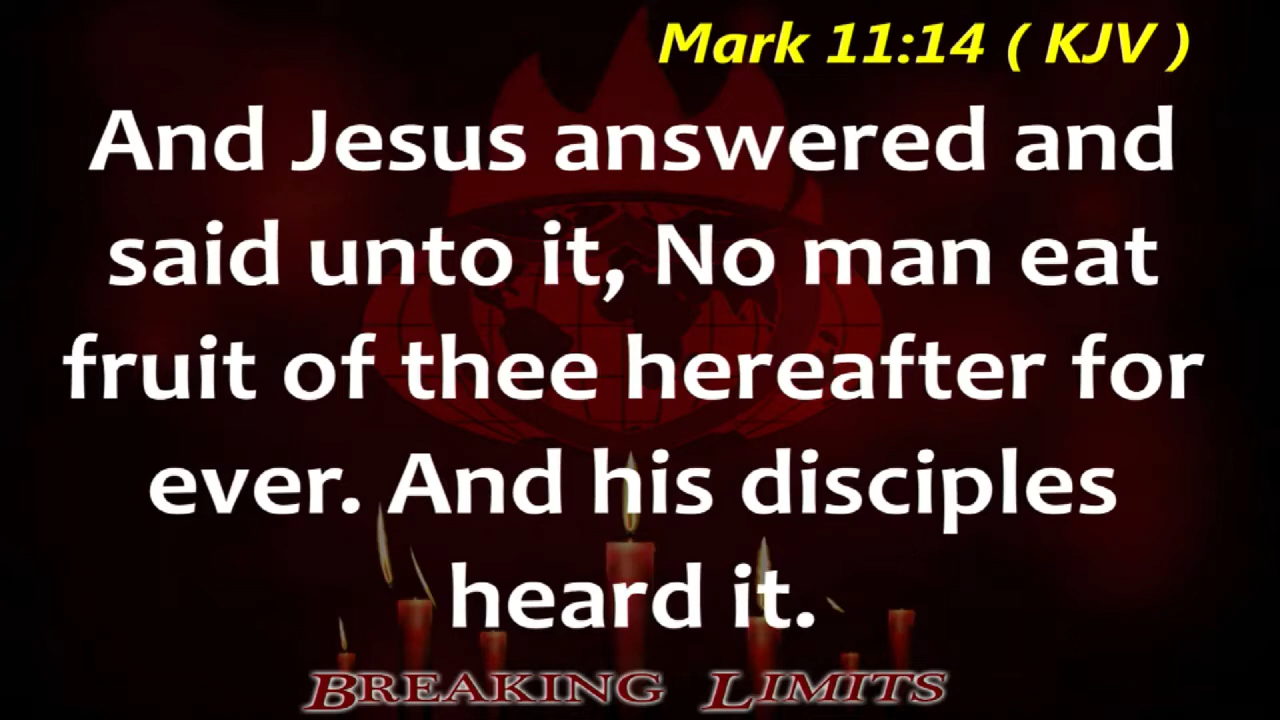 Mark 11:14 ( KJV )
And Jesus answered and
said unto it, No man eat
fruit of thee hereafter for
ever. And his disciples
heard it.
BREAKING LIMITS